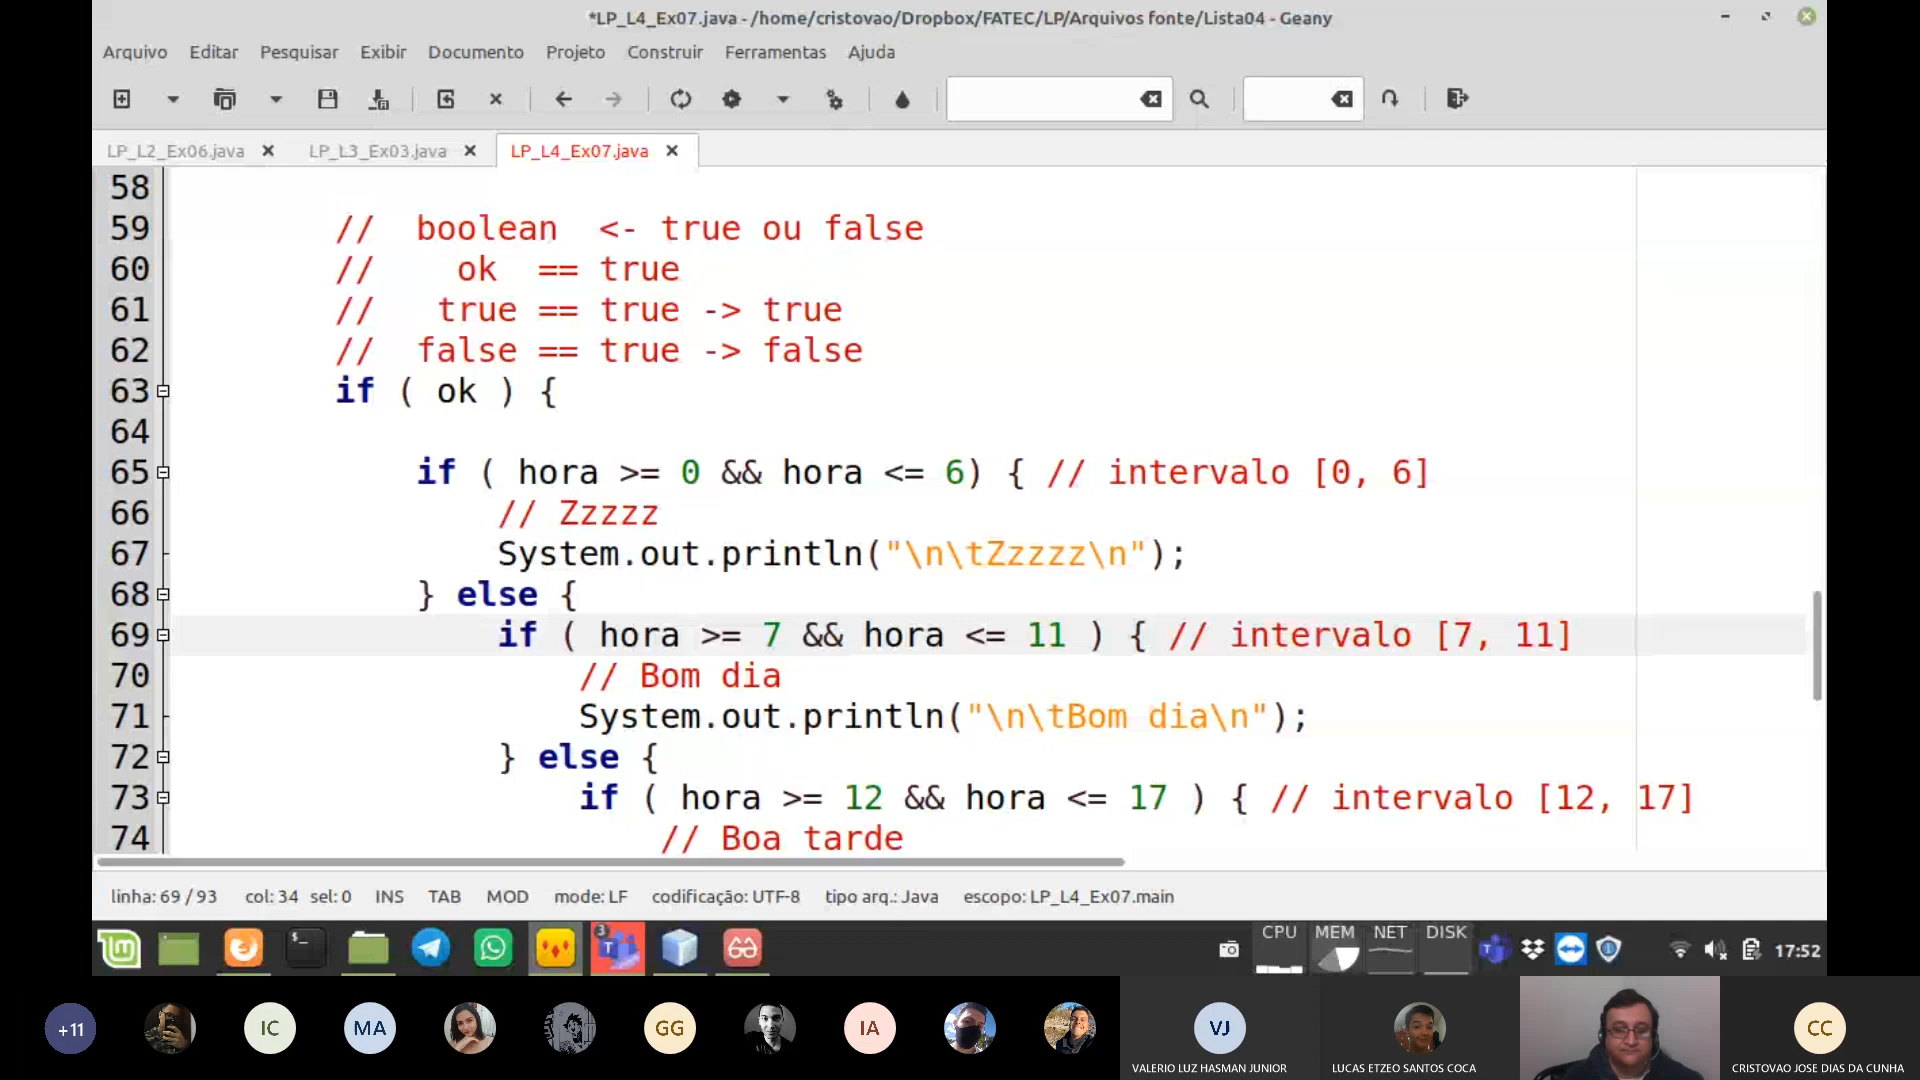 *LP_L4_Ex07.java - /home/cristovao/Dropbox/FATEC/LP/Arquivos fonte/Lista04 - Geany
Arquivo Editar Pesquisar Exibir Documento Projeto Construir Ferramentas Ajuda
LP_L2_Ex06.java LP_L3_Ex03.java LP_L4_Ex07.java
58
59 // boolean <- true ou false
60 // ok == true
61 // true == true -> true
62 // false == true -> false
63 if ( ok ) {
64
65 if ( hora >= 0 && hora <= 6) { // intervalo [0, 6]
66 // Zzzzz
67 System.out.println("\n\tZzzzz\n");
68 } else {
69 if ( hora >= 7 && hora <= 11 ) { // intervalo [7, 11]
70 // Bom dia
71 System.out.println("\n\tBom dia\n");
72 } else {
73 if ( hora >= 12 && hora <= 17 ) { // intervalo [12, 17]
74 // Boa tarde
linha: 69 / 93 col: 34 sel: 0 INS TAB MOD mode: LF codificação: UTF-8 tipo arq.: Java escopo: LP_L4_Ex07.main
3
CPU MEM NET DISK
17:52
+11 IC MA GG IA VJ CC
VALERIO LUZ HASMAN JUNIOR LUCAS ETZEO SANTOS COCA CRISTOVAO JOSE DIAS DA CUNHA